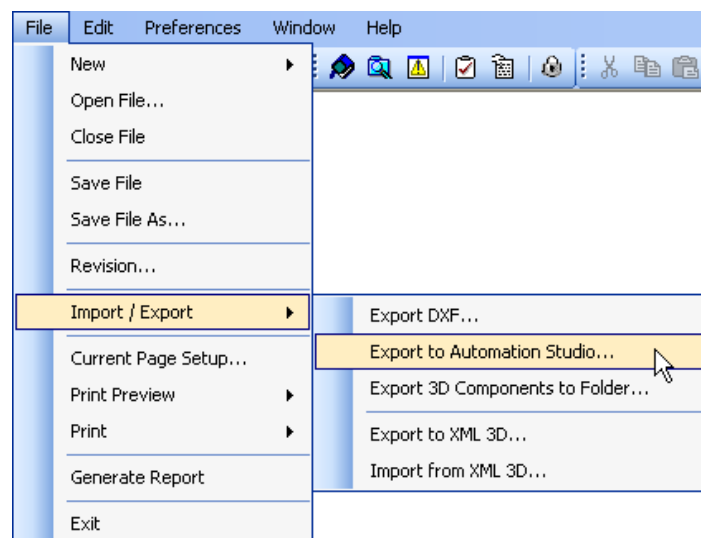 File Edit Preferences Window Help
New
Open File...
Close File
Save File
Save File As...
Revision...
Import / Export
Export DXF...
Export to Automation Studio...
Export 3D Components to Folder...
Export to XML 3D...
Import from XML 3D...
Current Page Setup...
Print Preview
Print
Generate Report
Exit